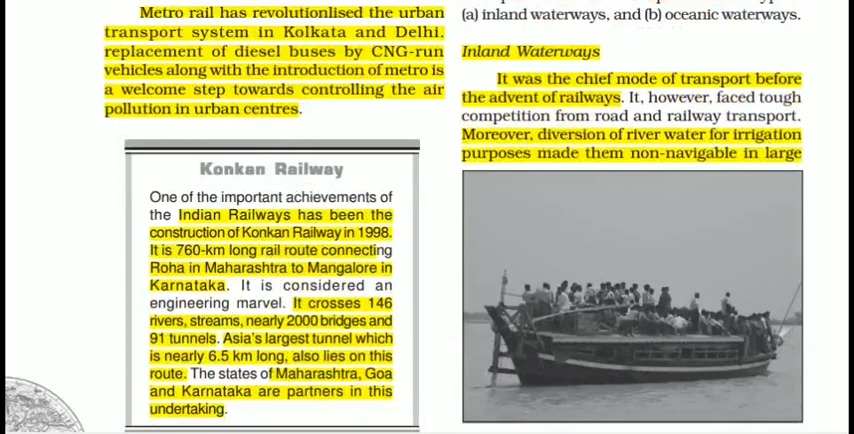 Metro rail has revolutionlised the urban
transport system in Kolkata and Delhi.
replacement of diesel buses by CNG-run
vehicles along with the introduction of metro is
a welcome step towards controlling the air
pollution in urban centres.
Konkan Railway
One of the important achievements of
the Indian Railways has been the
construction of Konkan Railway in 1998.
It is 760-km long rail route connecting
Roha in Maharashtra to Mangalore in
Karnataka. It is considered an
engineering marvel. It crosses 146
rivers, streams, nearly 2000 bridges and
91 tunnels. Asia's largest tunnel which
is nearly 6.5 km long, also lies on this
route. The states of Maharashtra, Goa
and Karnataka are partners in this
undertaking.
(a) inland waterways, and (b) oceanic waterways.
Inland Waterways
It was the chief mode of transport before
the advent of railways. It, however, faced tough
competition from road and railway transport.
Moreover, diversion of river water for irrigation
purposes made them non-navigable in large